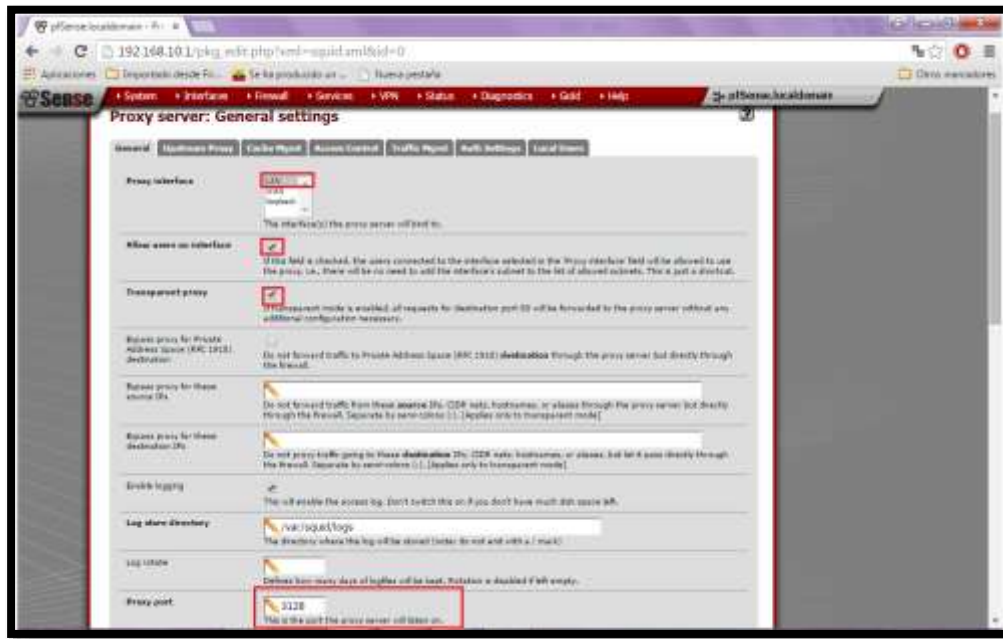 pfSense.localdomain - Pr
192.168.10.1/pkg_edit.php?xml=squid.xml&id=0
Aplicaciones Importado desde Fi... Se ha producido un ... Nueva pestaña Otros marcadores
Sense System Interfaces Firewall Services VPN Status Diagnostics Gold Help pfSense.localdomain
Proxy server: General settings
General Upstream Proxy Cache Mgmt Access Control Traffic Mgmt Auth Settings Local Users
Proxy interface
LAN
loopback
The interface(s) the proxy server will bind to.
Allow users on interface
If this field is checked, the users connected to the interface selected in the 'Proxy interface' field will be allowed to use
the proxy, i.e., there will be no need to add the interface's subnet to the list of allowed subnets. This is just a shortcut.
Transparent proxy
If transparent mode is enabled, all requests for destination port 80 will be forwarded to the proxy server without any
additional configuration necessary.
Bypass proxy for Private
Address Space (RFC 1918)
destination
Do not forward traffic to Private Address Space (RFC 1918) destination through the proxy server but directly through
the firewall.
Bypass proxy for these
source IPs
Do not forward traffic from these source IPs, CIDR nets, hostnames, or aliases through the proxy server but directly
through the firewall. Separate by semi-colons (;). [Applies only to transparent mode]
Bypass proxy for these
destination IPs
Do not proxy traffic going to these destination IPs, CIDR nets, hostnames, or aliases, but let it pass directly through
the firewall. Separate by semi-colons (;). [Applies only to transparent mode]
Enable logging
This will enable the access log. Don't switch this on if you don't have much disk space left.
Log store directory
/var/squid/logs
The directory where the log will be stored (note: do not end with a / mark)
Log rotate
Defines how many days of logfiles will be kept. Rotation is disabled if left empty.
Proxy port
3128
This is the port the proxy server will listen on.